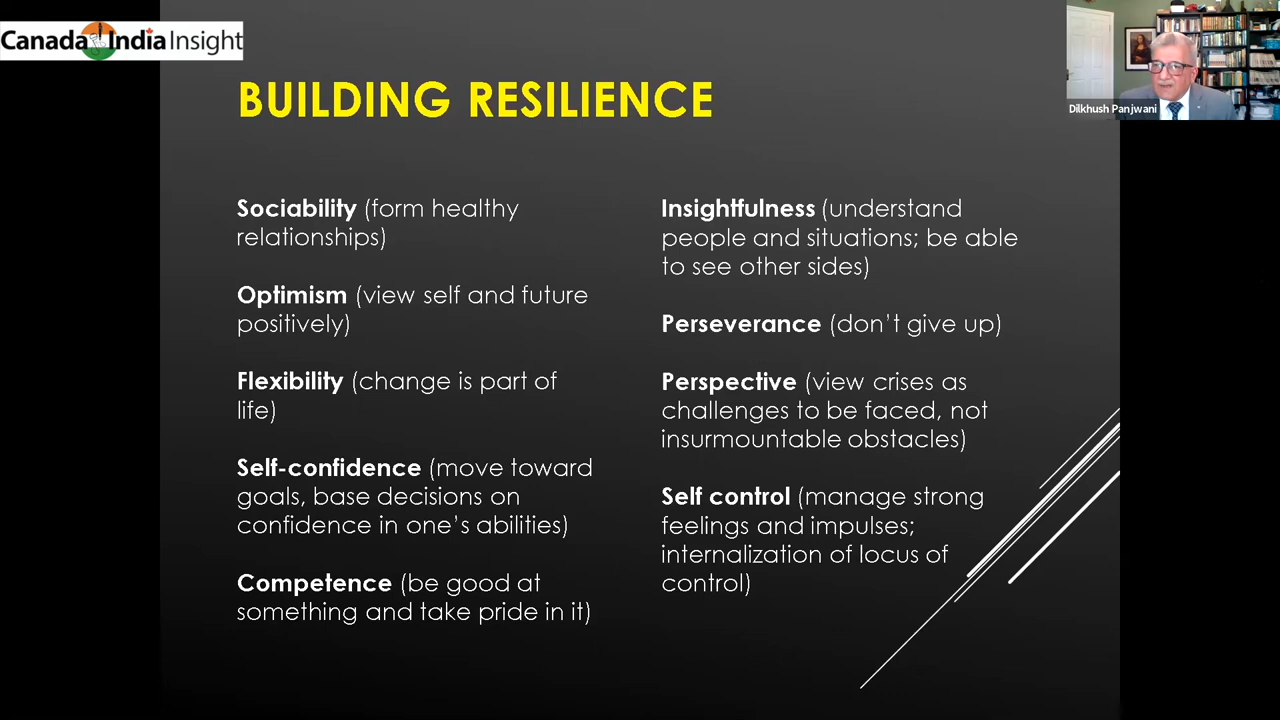 Canada India Insight
Dilkhush Panjwani
BUILDING RESILIENCE
Sociability (form healthy
relationships)
Optimism (view self and future
positively)
Flexibility (change is part of
life)
Self-confidence (move toward
goals, base decisions on
confidence in one’s abilities)
Competence (be good at
something and take pride in it)
Insightfulness (understand
people and situations; be able
to see other sides)
Perseverance (don’t give up)
Perspective (view crises as
challenges to be faced, not
insurmountable obstacles)
Self control (manage strong
feelings and impulses;
internalization of locus of
control)